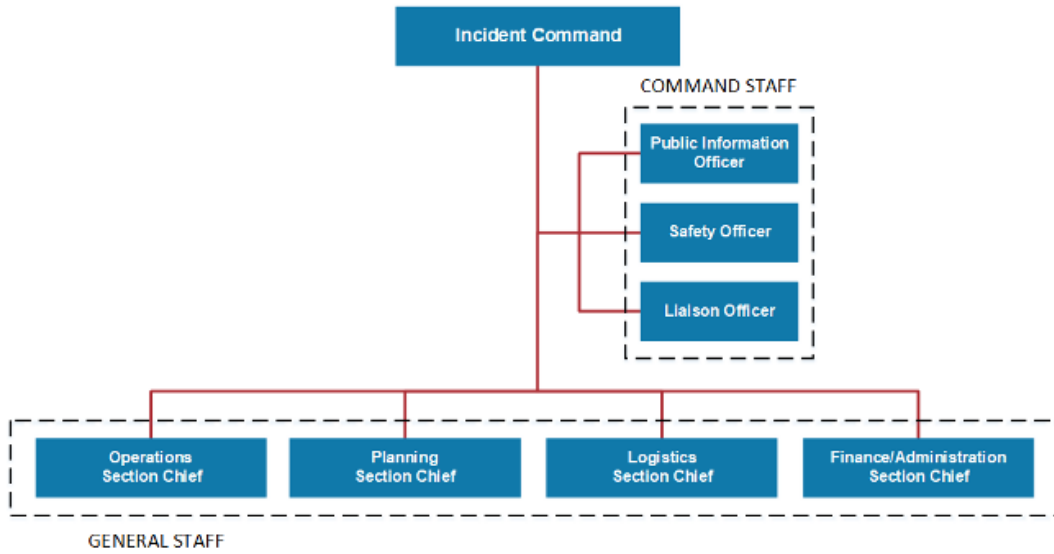 Incident Command
COMMAND STAFF
Public Information
Officer
Safety Officer
Liaison Officer
Operations
Section Chief
Planning
Section Chief
Logistics
Section Chief
Finance/Administration
Section Chief
GENERAL STAFF